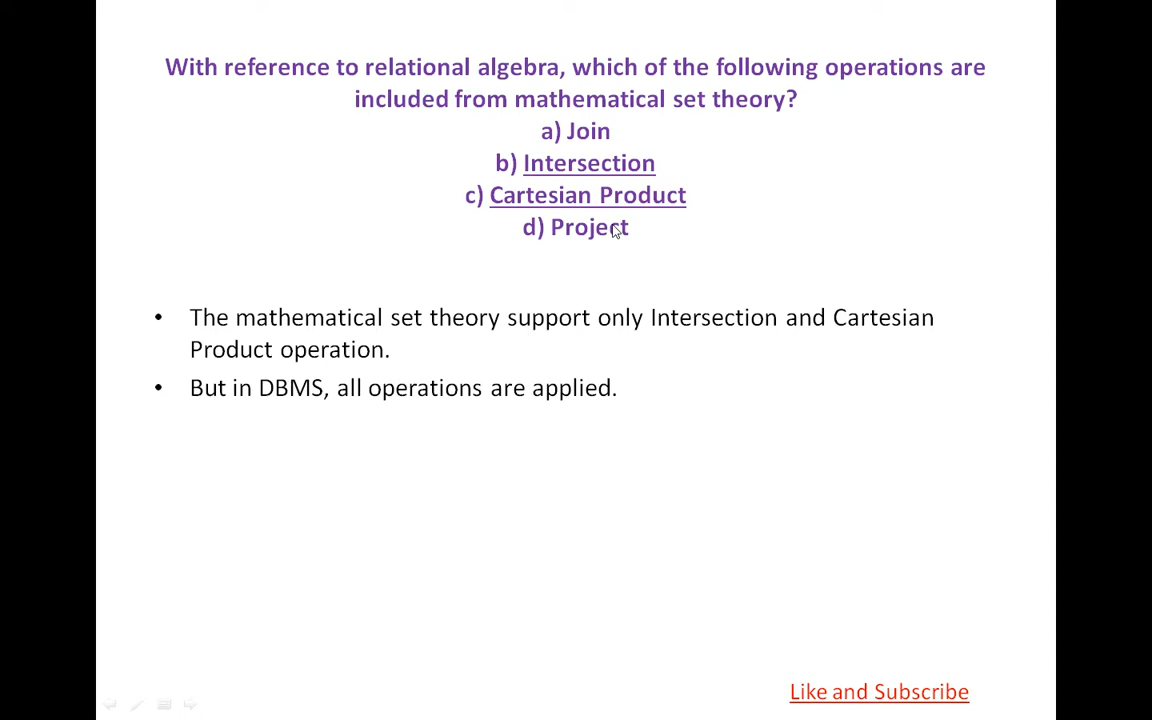 With reference to relational algebra, which of the following operations are
included from mathematical set theory?
a) Join
b) Intersection
c) Cartesian Product
d) Project
• The mathematical set theory support only Intersection and Cartesian
Product operation.
• But in DBMS, all operations are applied.
Like and Subscribe